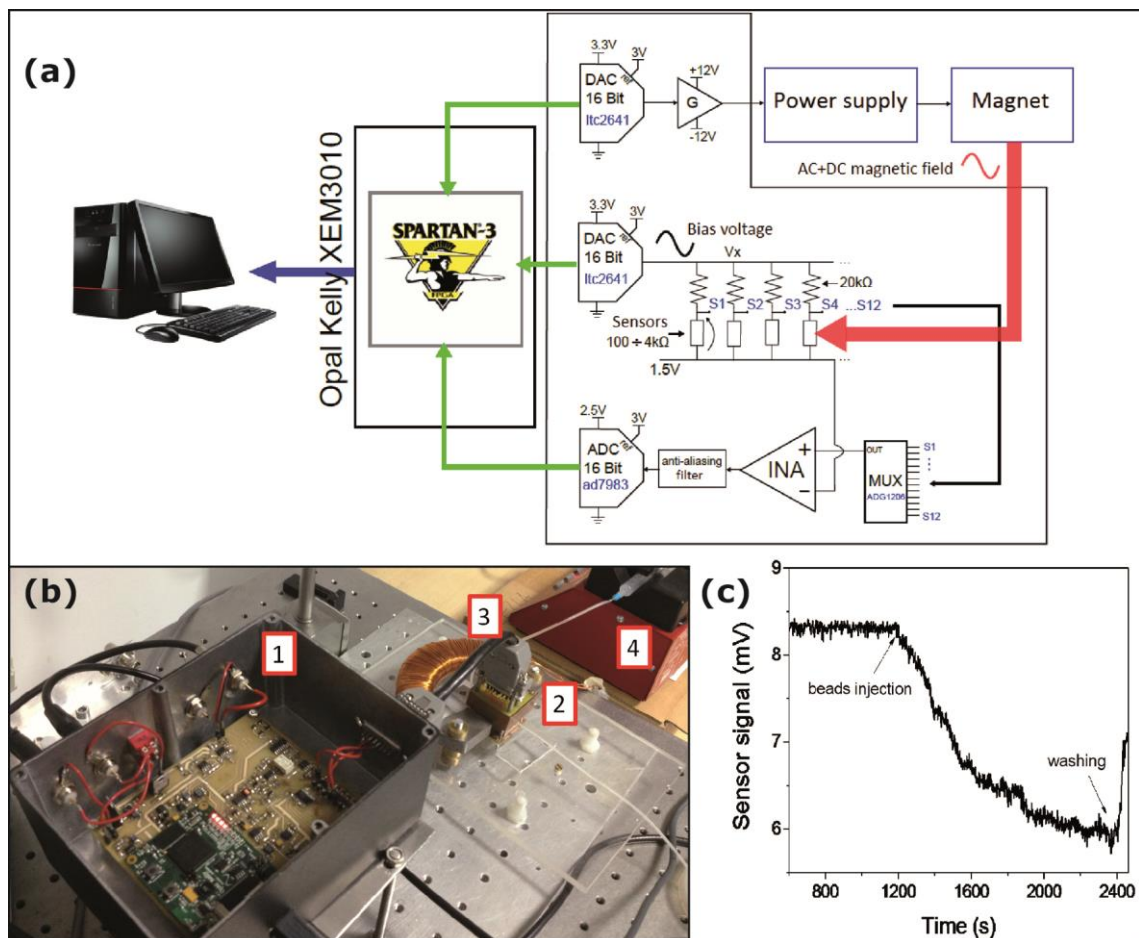 (a)
Opal Kelly XEM3010
SPARTAN-3
FPGA
3.3V
3V
DAC
ref
16 Bit
ltc2641
+12V
G
-12V
Power supply
Magnet
AC+DC magnetic field
3.3V
3V
DAC
ref
16 Bit
ltc2641
Bias voltage
Vx
20kΩ
S1
S2
S3
S4
...S12
Sensors
100 ÷ 4kΩ
1.5V
...
...
2.5V
3V
ADC
ref
16 Bit
ad7983
anti-aliasing
filter
+
INA
−
OUT
MUX
ADG1206
S1
S12
(b)
1
2
3
4
(c)
Sensor signal (mV)
9
8
7
6
beads injection
washing
800
1200
1600
2000
2400
Time (s)